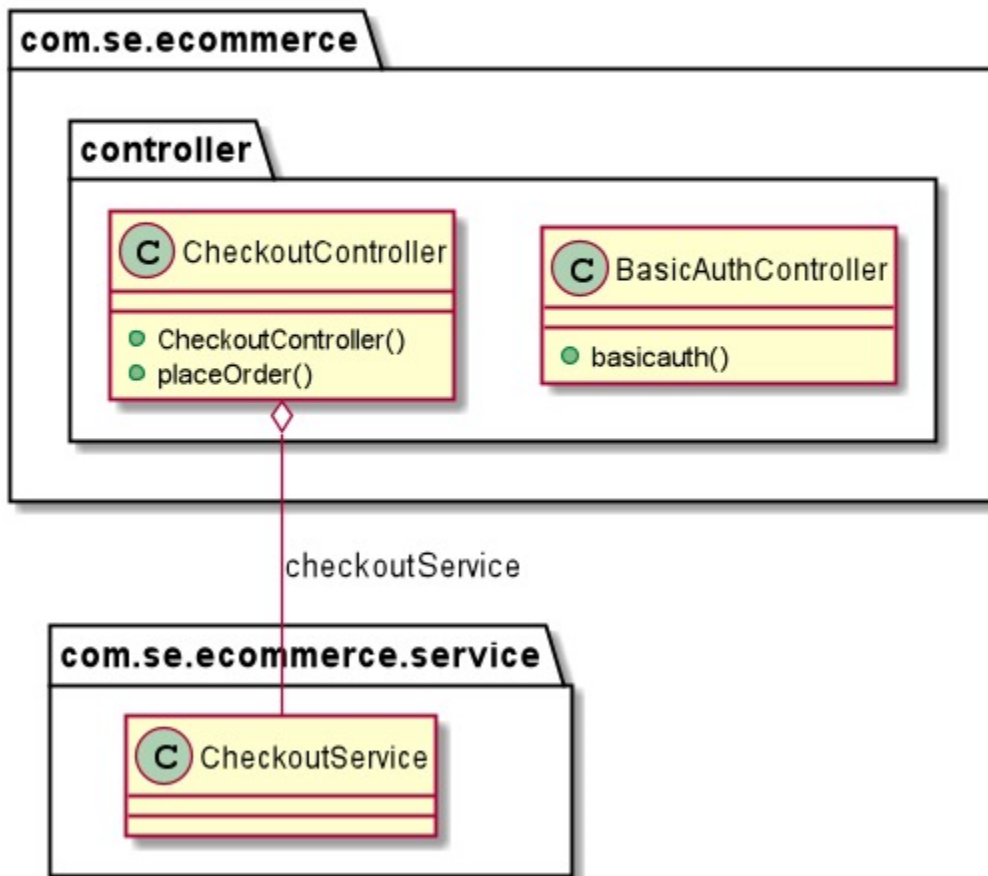 com.se.ecommerce
controller
C CheckoutController
CheckoutController()
placeOrder()
C BasicAuthController
basicauth()
checkoutService
com.se.ecommerce.service
C CheckoutService